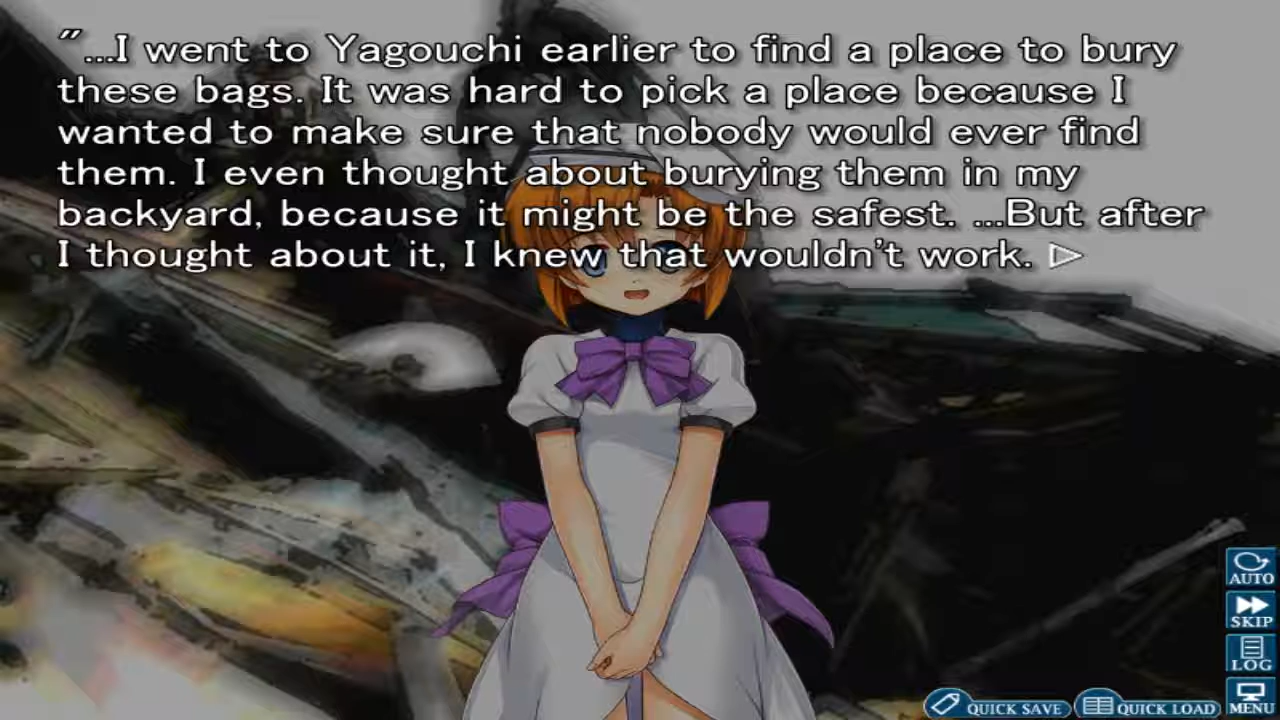 "...I went to Yagouchi earlier to find a place to bury
these bags. It was hard to pick a place because I
wanted to make sure that nobody would ever find
them. I even thought about burying them in my
backyard, because it might be the safest. ...But after
I thought about it, I knew that wouldn't work.
AUTO
SKIP
LOG
MENU
QUICK SAVE
QUICK LOAD